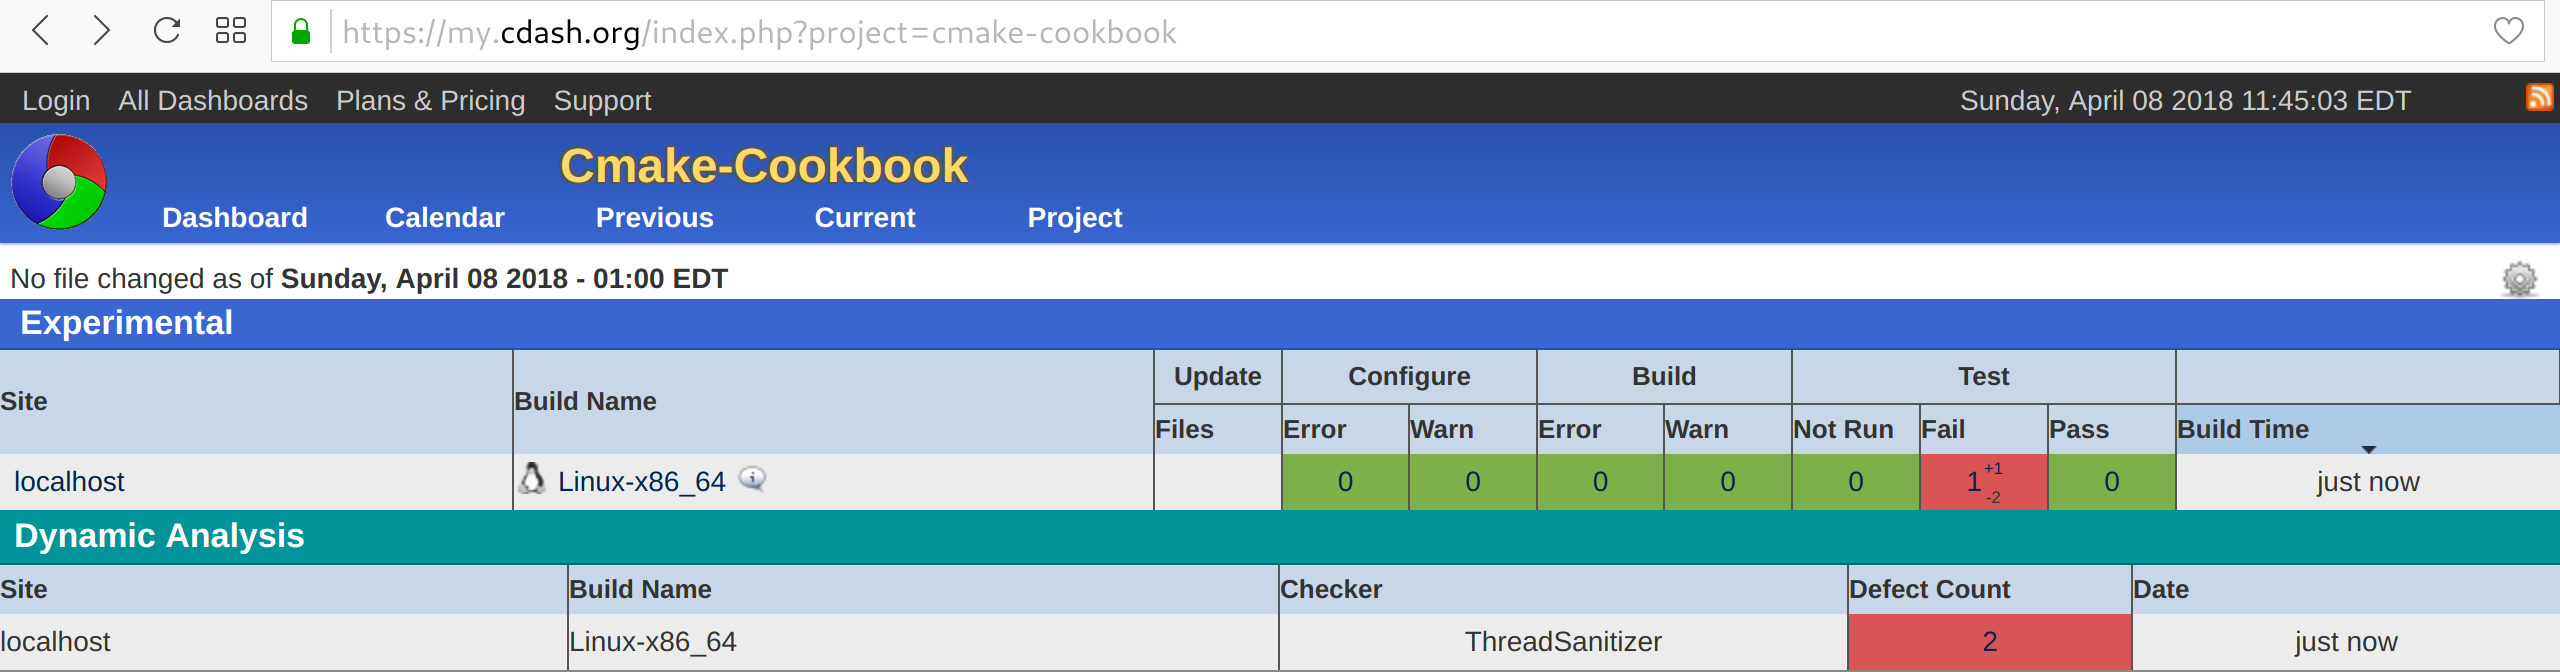 https://my.cdash.org/index.php?project=cmake-cookbook
Login All Dashboards Plans & Pricing Support Sunday, April 08 2018 11:45:03 EDT
Cmake-Cookbook
Dashboard Calendar Previous Current Project
No file changed as of Sunday, April 08 2018 - 01:00 EDT
Experimental
Site Build Name Update Configure Build Test
Files Error Warn Error Warn Not Run Fail Pass Build Time
localhost Linux-x86_64 0 0 0 0 0 1 +1 -2 0 just now
Dynamic Analysis
Site Build Name Checker Defect Count Date
localhost Linux-x86_64 ThreadSanitizer 2 just now